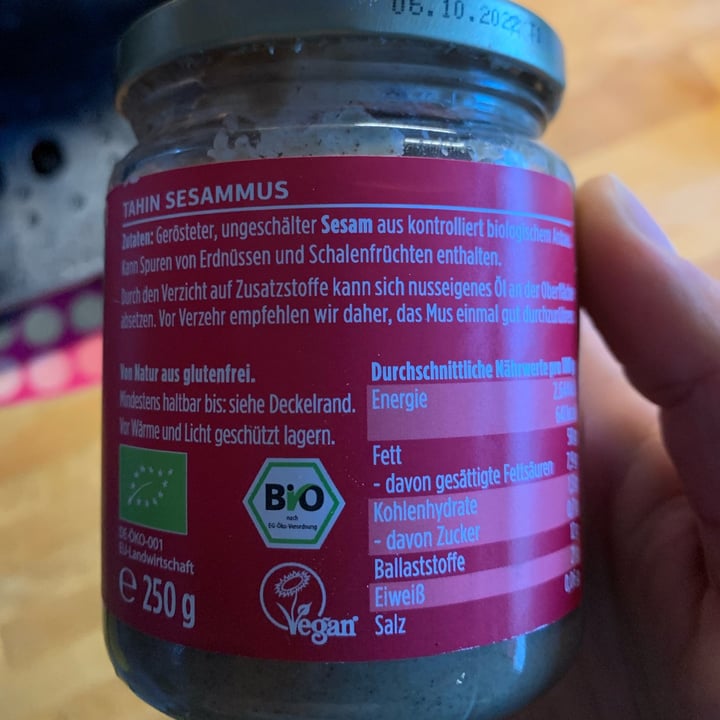 06.10.2022
TAHIN SESAMMUS
Zutaten: Gerösteter, ungeschälter Sesam aus kontrolliert biologischem
Kann Spuren von Erdnüssen und Schalenfrüchten enthalten.
Durch den Verzicht auf Zusatzstoffe kann sich nusseigenes Öl an der Oberfläche
absetzen. Vor Verzehr empfehlen wir daher, das Mus einmal gut durchzurühren.
Von Natur aus glutenfrei.
Mindestens haltbar bis: siehe Deckelrand.
Vor Wärme und Licht geschützt lagern.
DE-ÖKO-001
EU-Landwirtschaft
e 250 g
BiO
nach
EG-Öko-Verordnung
Vegan
Durchschnittliche Nährwerte pro 100g
Energie
Fett
- davon gesättigte Fettsäuren
Kohlenhydrate
- davon Zucker
Ballaststoffe
Eiweiß
Salz